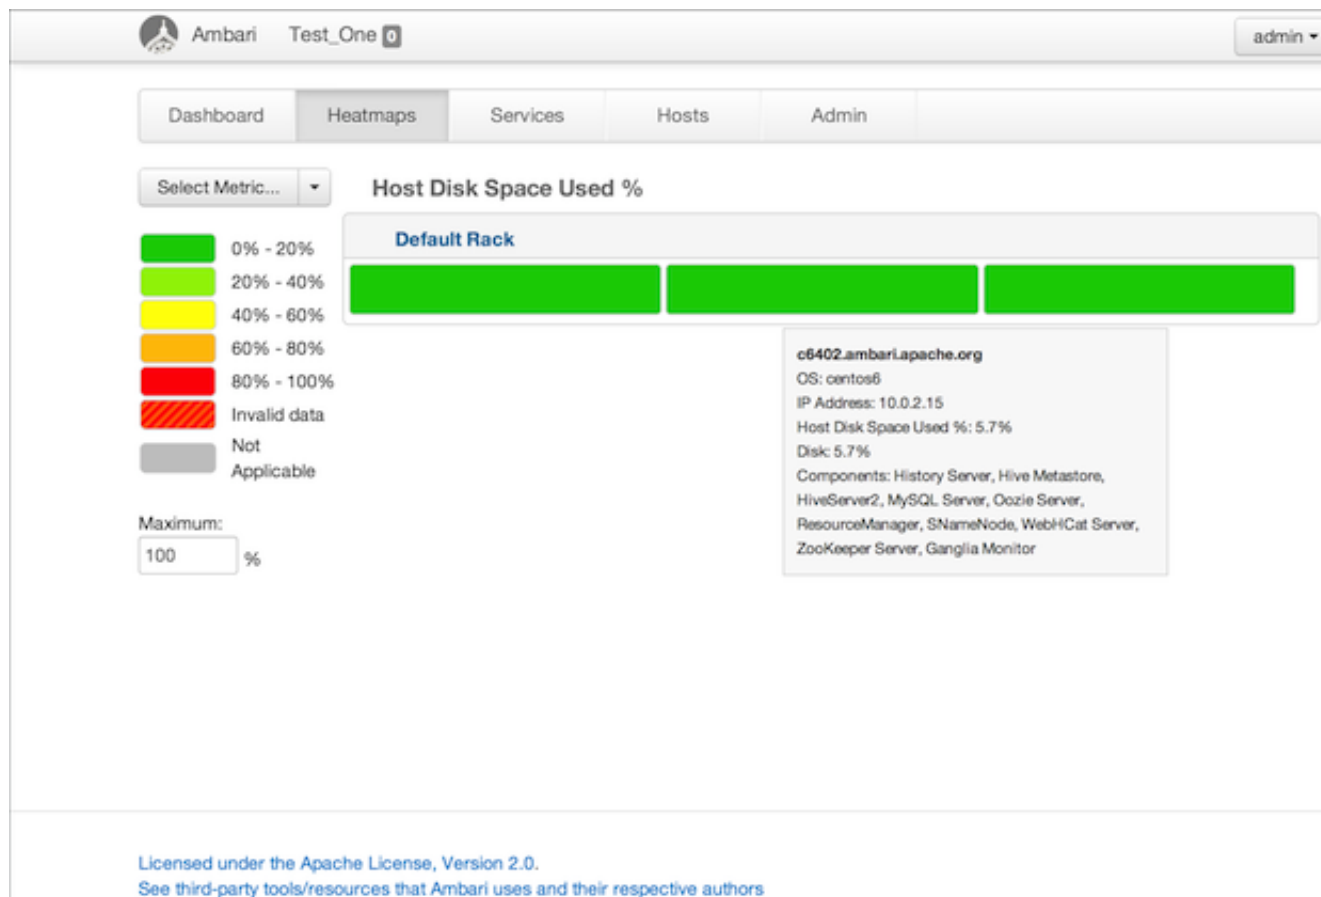 Ambari Test_One 0 admin
Dashboard Heatmaps Services Hosts Admin
Select Metric... Host Disk Space Used %
Default Rack
0% - 20%
20% - 40%
40% - 60%
60% - 80%
80% - 100%
Invalid data
Not
Applicable
Maximum:
100 %
c6402.ambari.apache.org
OS: centos6
IP Address: 10.0.2.15
Host Disk Space Used %: 5.7%
Disk: 5.7%
Components: History Server, Hive Metastore,
HiveServer2, MySQL Server, Oozie Server,
ResourceManager, SNameNode, WebHCat Server,
ZooKeeper Server, Ganglia Monitor
Licensed under the Apache License, Version 2.0.
See third-party tools/resources that Ambari uses and their respective authors